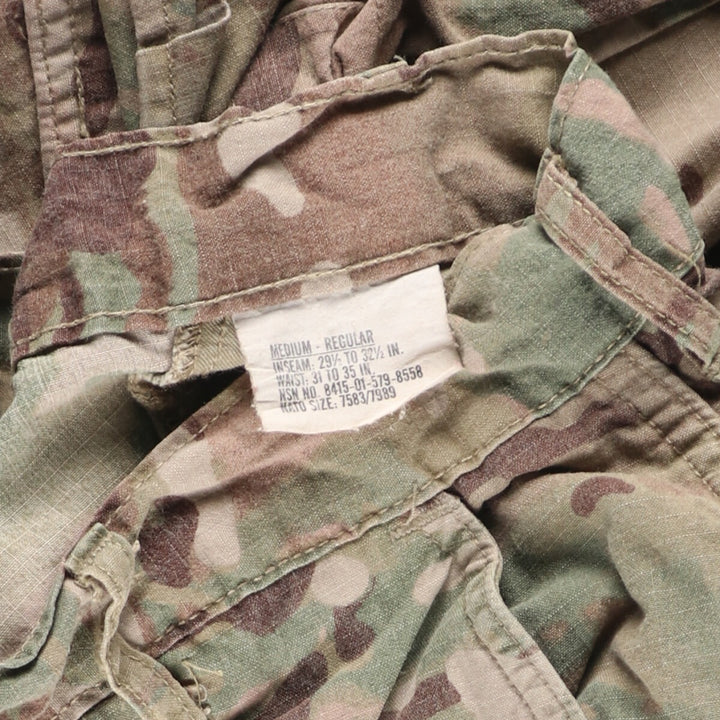 MEDIUM - REGULAR
INSEAM: 29½ TO 32½ IN.
WAIST: 31 TO 35 IN.
NSN NO. 8415-01-579-8558
NATO SIZE: 7583/7989